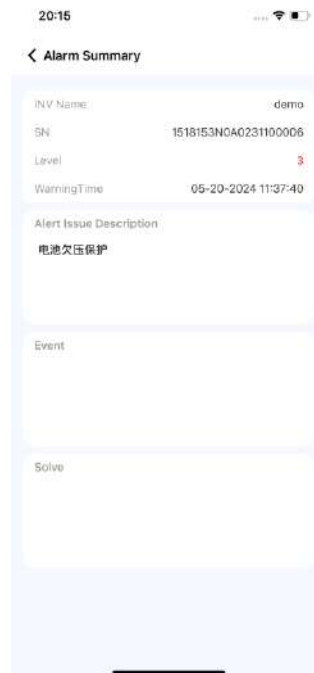 20:15
Alarm Summary
INV Name demo
SN 1518153N0A0231100006
Level 3
WarningTime 05-20-2024 11:37:40
Alert Issue Description
电池欠压保护
Event
Solve